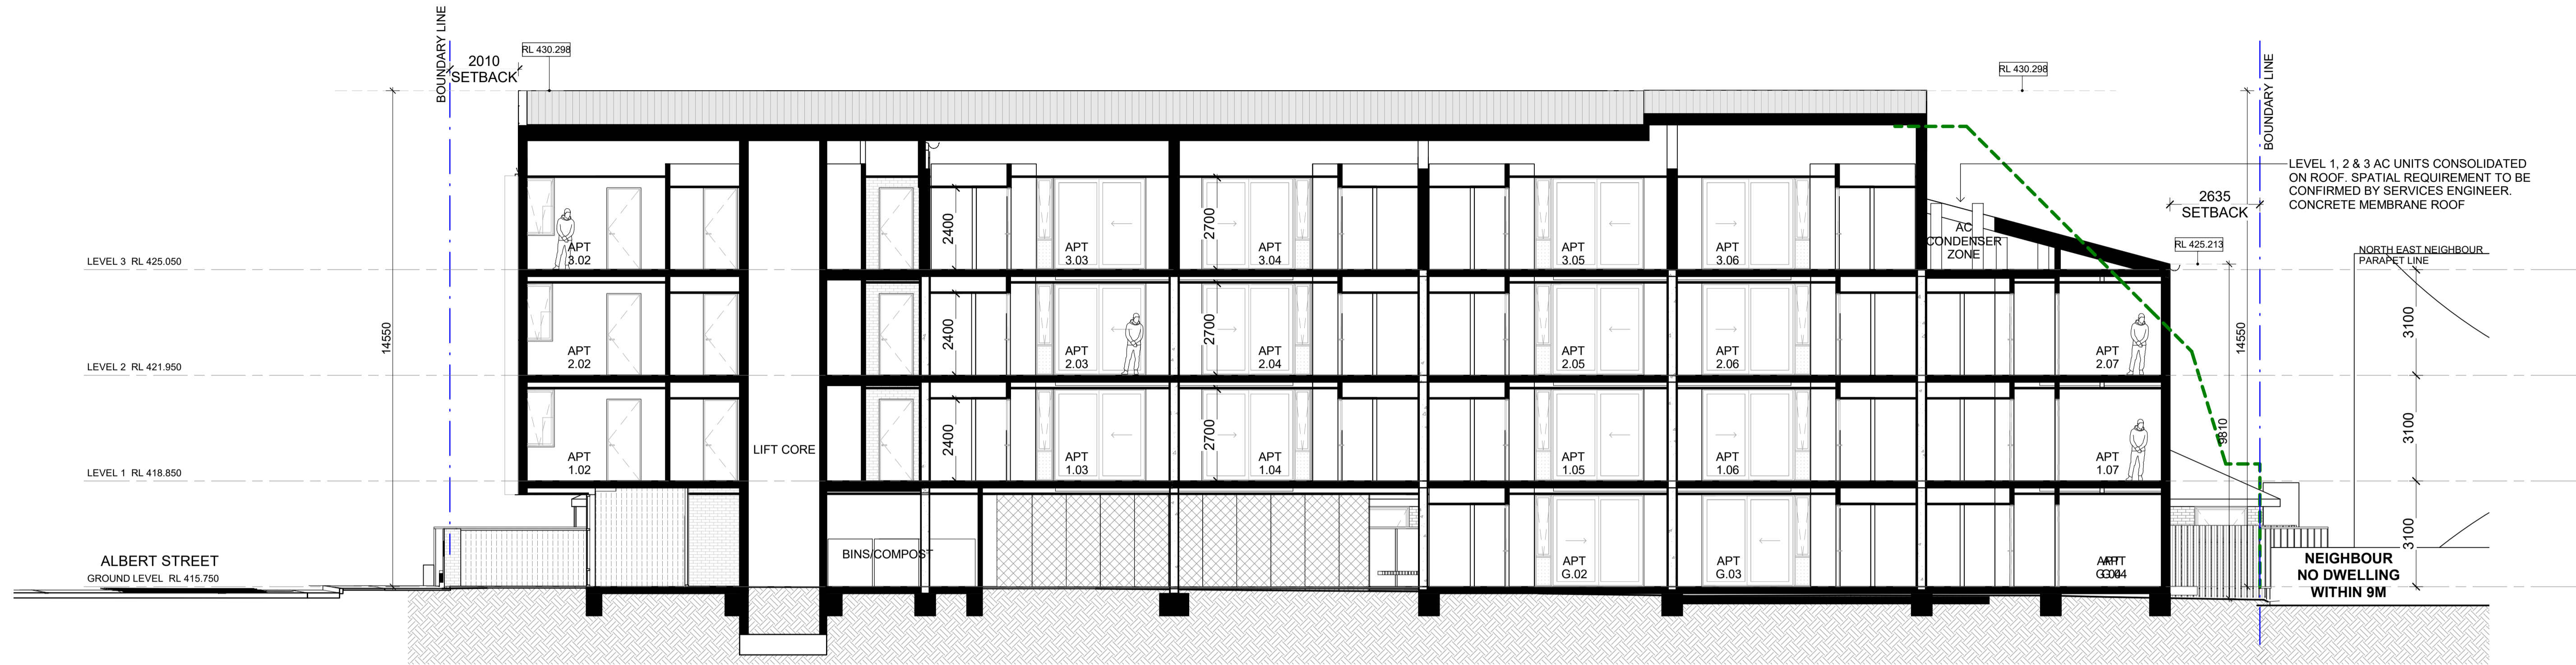 BOUNDARY LINE
2010
SETBACK
RL 430.298
RL 430.298
BOUNDARY LINE
LEVEL 1, 2 & 3 AC UNITS CONSOLIDATED
ON ROOF. SPATIAL REQUIREMENT TO BE
CONFIRMED BY SERVICES ENGINEER.
CONCRETE MEMBRANE ROOF
2635
SETBACK
RL 425.213
NORTH EAST NEIGHBOUR
PARAPET LINE
AC
CONDENSER
ZONE
LEVEL 3 RL 425.050
APT
3.02
2400
APT
3.03
2700
APT
3.04
APT
3.05
APT
3.06
14550
14550
3100
LEVEL 2 RL 421.950
APT
2.02
2400
APT
2.03
2700
APT
2.04
APT
2.05
APT
2.06
APT
2.07
9810
3100
LEVEL 1 RL 418.850
APT
1.02
LIFT CORE
2400
APT
1.03
2700
APT
1.04
APT
1.05
APT
1.06
APT
1.07
3100
ALBERT STREET
GROUND LEVEL RL 415.750
BINS/COMPOST
APT
G.02
APT
G.03
APT
G.04
NEIGHBOUR
NO DWELLING
WITHIN 9M